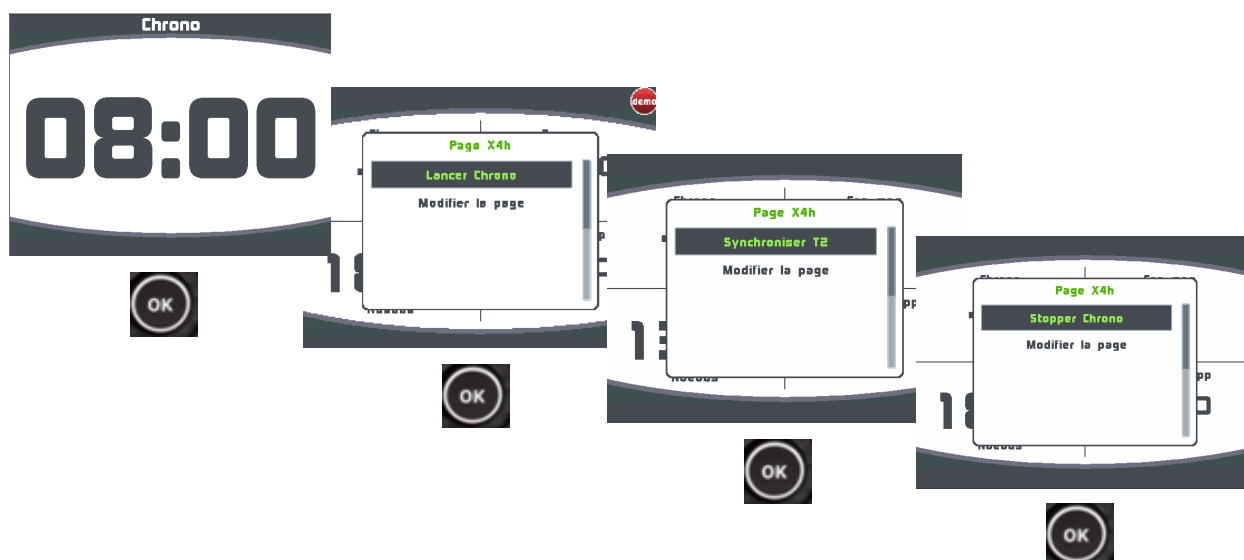 Chrono
08:00
OK
demo
Page X4h
Lancer Chrono
Modifier la page
OK
Page X4h
Synchroniser T2
Modifier la page
OK
Page X4h
Stopper Chrono
Modifier la page
OK